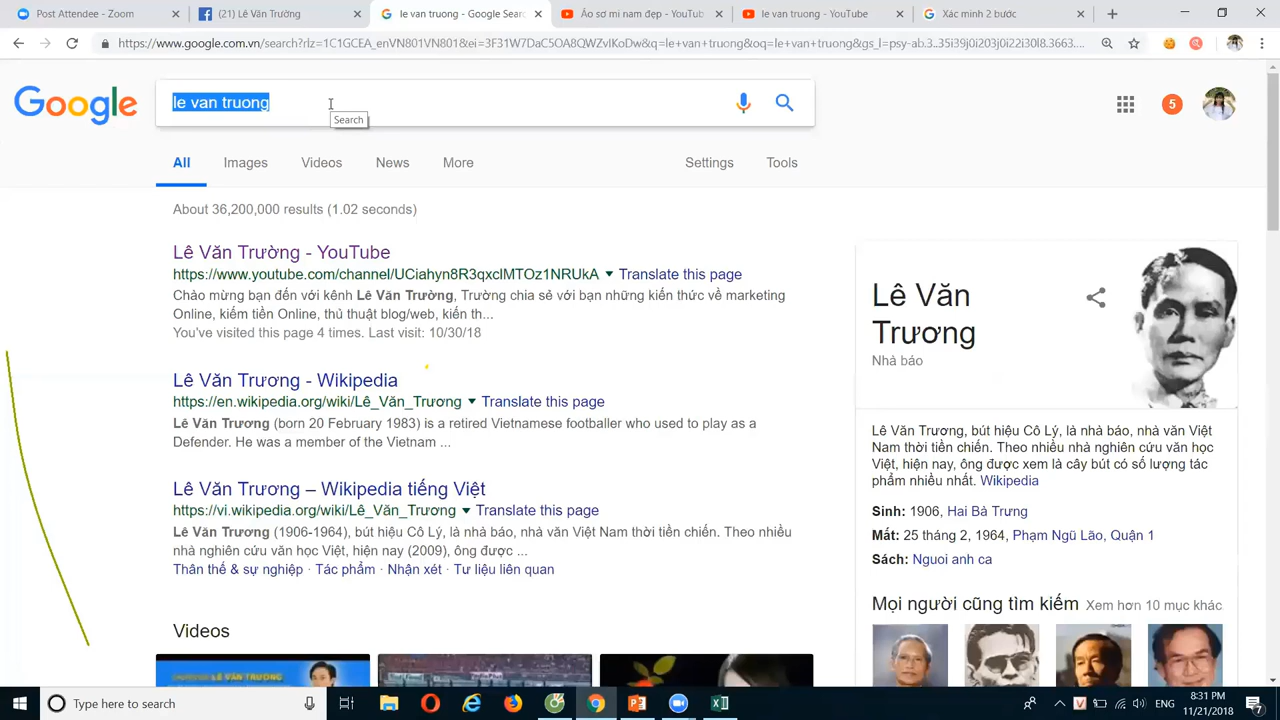 Post Attendee - Zoom
(21) Lê Văn Trường
le van truong - Google Sear
Áo sơ mi nam đẹp - YouTub
le van truong - YouTube
Xác minh 2 bước
https://www.google.com.vn/search?rlz=1C1GCEA_enVN801VN801&ei=3F31W7DaC5OA8QWZvIKoDw&q=le+van+truong&oq=le+van+truong&gs_l=psy-ab.3..35i39j0i203j0i22i30l8.3663....
Google
le van truong
Search
5
All
Images
Videos
News
More
Settings
Tools
About 36,200,000 results (1.02 seconds)
Lê Văn Trường - YouTube
https://www.youtube.com/channel/UCiahyn8R3qxclMTOz1NRUkA
Translate this page
Chào mừng bạn đến với kênh Lê Văn Trường, Trường chia sẻ với bạn những kiến thức về marketing
Online, kiếm tiền Online, thủ thuật blog/web, kiến th...
You've visited this page 4 times. Last visit: 10/30/18
Lê Văn Trương - Wikipedia
https://en.wikipedia.org/wiki/Lê_Văn_Trương
Translate this page
Lê Văn Trương (born 20 February 1983) is a retired Vietnamese footballer who used to play as a
Defender. He was a member of the Vietnam ...
Lê Văn Trương – Wikipedia tiếng Việt
https://vi.wikipedia.org/wiki/Lê_Văn_Trương
Translate this page
Lê Văn Trương (1906-1964), bút hiệu Cô Lý, là nhà báo, nhà văn Việt Nam thời tiền chiến. Theo nhiều
nhà nghiên cứu văn học Việt, hiện nay (2009), ông được ...
Thân thế & sự nghiệp · Tác phẩm · Nhận xét · Tư liệu liên quan
Videos
LÊ VĂN TRƯỜNG
Lê Văn
Trương
Nhà báo
Lê Văn Trương, bút hiệu Cô Lý, là nhà báo, nhà văn Việt
Nam thời tiền chiến. Theo nhiều nhà nghiên cứu văn học
Việt, hiện nay, ông được xem là cây bút có số lượng tác
phẩm nhiều nhất. Wikipedia
Sinh: 1906, Hai Bà Trưng
Mất: 25 tháng 2, 1964, Phạm Ngũ Lão, Quận 1
Sách: Nguoi anh ca
Mọi người cũng tìm kiếm
Xem hơn 10 mục khác
Type here to search
ENG
8:31 PM
11/21/2018
7